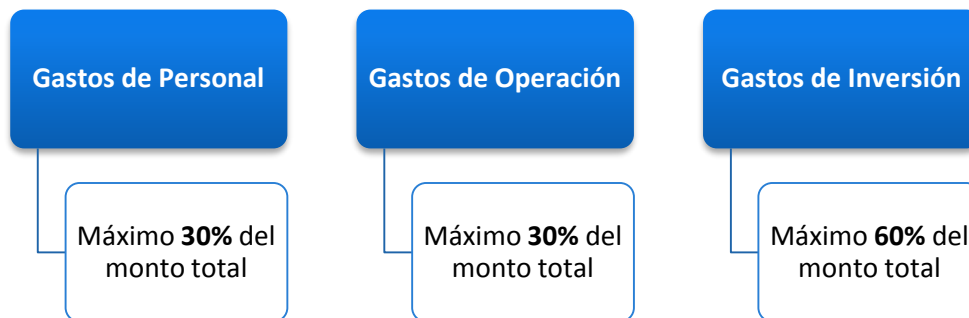 Gastos de Personal
Gastos de Operación
Gastos de Inversión
Máximo 30% del
monto total
Máximo 30% del
monto total
Máximo 60% del
monto total